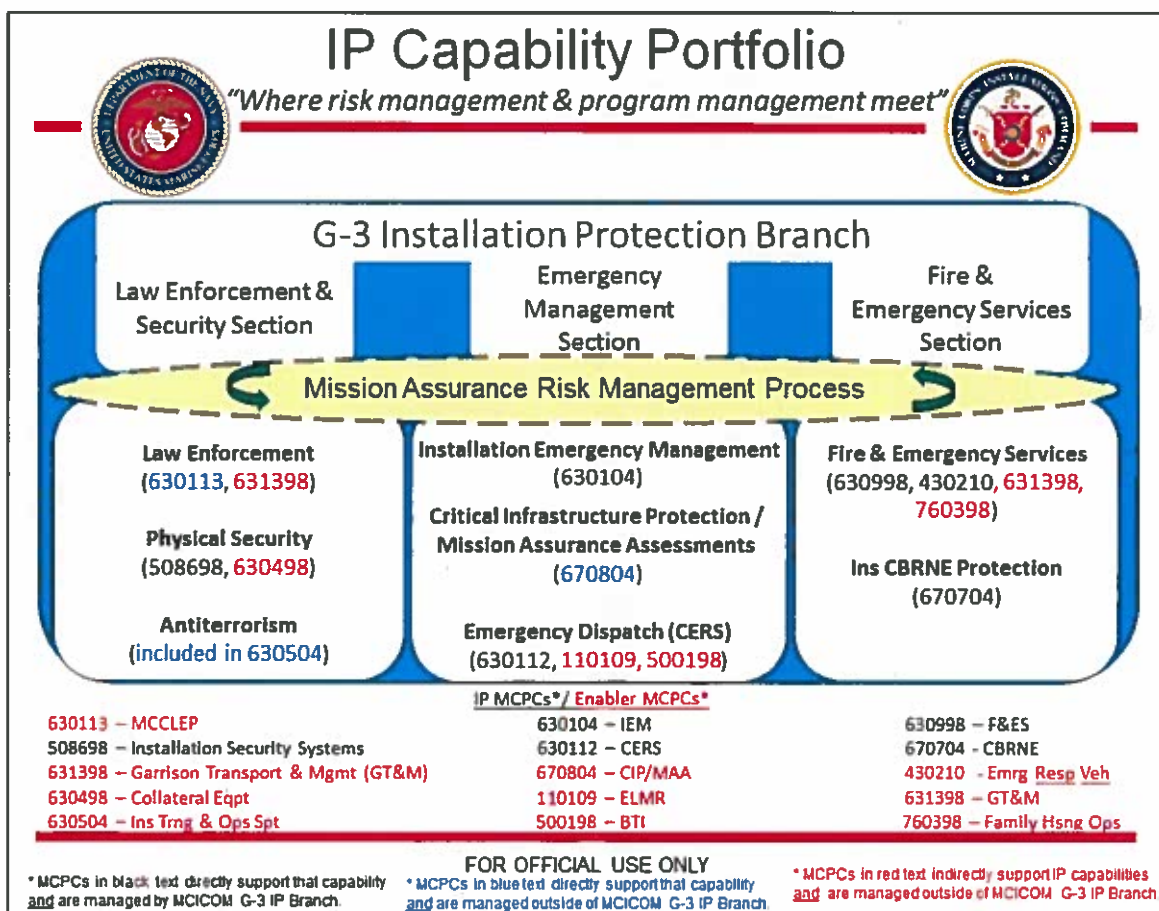 IP Capability Portfolio
“Where risk management & program management meet”
DEPARTMENT OF THE NAVY
UNITED STATES MARINE CORPS
G-3 Installation Protection Branch
Law Enforcement &
Security Section
Emergency
Management
Section
Fire &
Emergency Services
Section
Mission Assurance Risk Management Process
Law Enforcement
(630113, 631398)
Physical Security
(508698, 630498)
Antiterrorism
(included in 630504)
Installation Emergency Management
(630104)
Critical Infrastructure Protection /
Mission Assurance Assessments
(670804)
Emergency Dispatch (CERS)
(630112, 110109, 500198)
Fire & Emergency Services
(630998, 430210, 631398,
760398)
Ins CBRNE Protection
(670704)
IP MCPCs*/ Enabler MCPCs*
630113 – MCCLEP
508698 – Installation Security Systems
631398 – Garrison Transport & Mgmt (GT&M)
630498 – Collateral Eqpt
630504 – Ins Trng & Ops Spt
630104 – IEM
630112 – CERS
670804 – CIP/MAA
110109 – ELMR
500198 – BTI
630998 – F&ES
670704 - CBRNE
430210 - Emrg Resp Veh
631398 – GT&M
760398 – Family Hsng Ops
FOR OFFICIAL USE ONLY
* MCPCs in black text directly support that capability
and are managed by MCICOM G-3 IP Branch.
* MCPCs in blue text directly support that capability
and are managed outside of MCICOM G-3 IP Branch.
* MCPCs in red text indirectly support IP capabilities
and are managed outside of MCICOM G-3 IP Branch.